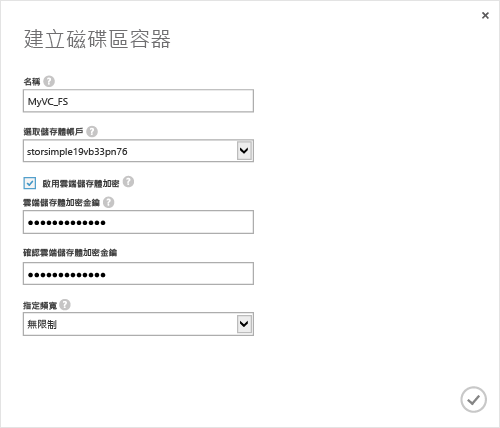 建立磁碟區容器
名稱 ?
MyVC_FS
選取儲存體帳戶 ?
storsimple19vb33pn76
啟用雲端儲存體加密 ?
雲端儲存體加密金鑰 ?
●●●●●●●●●●●●●
確認雲端儲存體加密金鑰
●●●●●●●●●●●●●
指定頻寬 ?
無限制